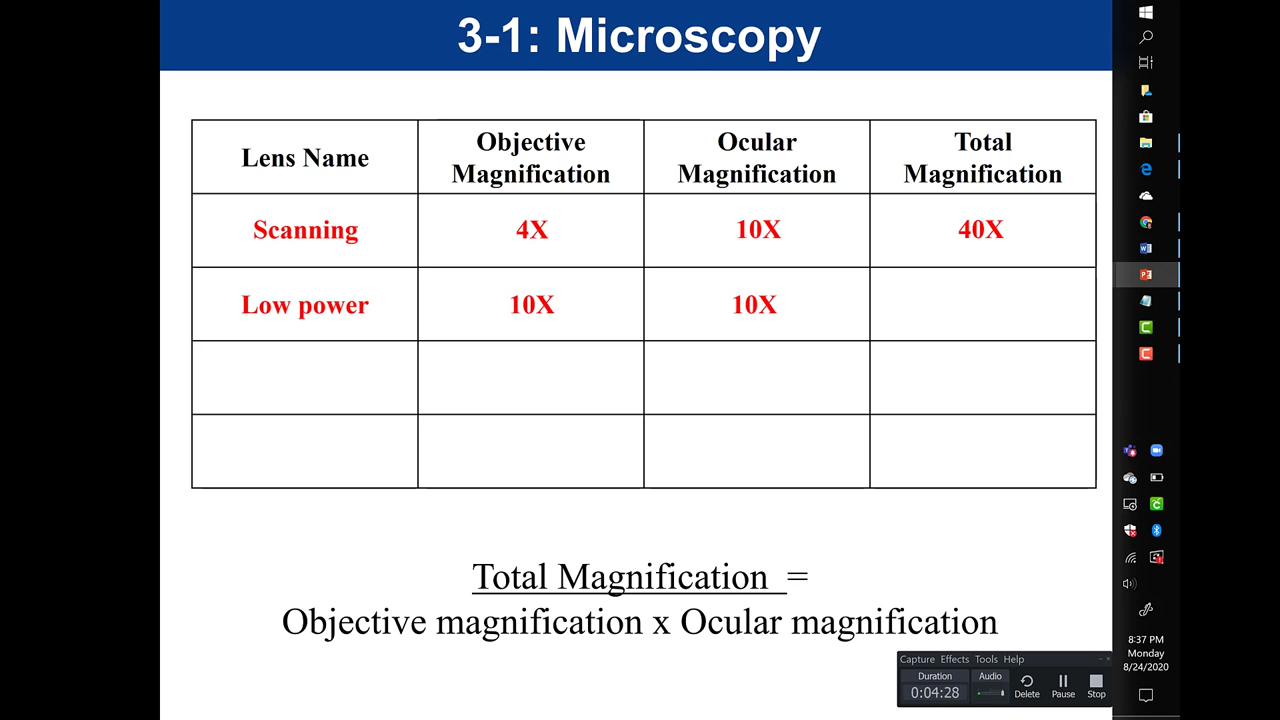 3-1: Microscopy
Lens Name
Objective
Magnification
Ocular
Magnification
Total
Magnification
Scanning
4X
10X
40X
Low power
10X
10X
Total Magnification =
Objective magnification x Ocular magnification
Capture Effects Tools Help
Duration
0:04:28
Audio
Delete
Pause
Stop
8:37 PM
Monday
8/24/2020